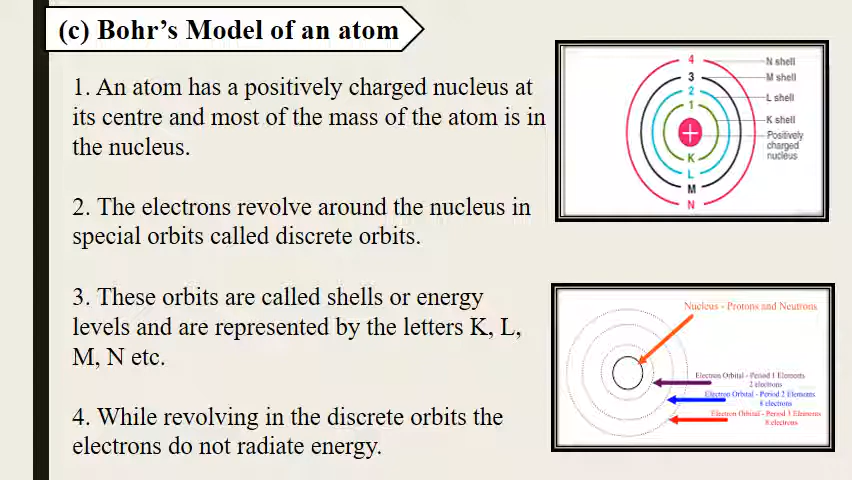 (c) Bohr's Model of an atom
1. An atom has a positively charged nucleus at
its centre and most of the mass of the atom is in
the nucleus.
2. The electrons revolve around the nucleus in
special orbits called discrete orbits.
3. These orbits are called shells or energy
levels and are represented by the letters K, L,
M, N etc.
4. While revolving in the discrete orbits the
electrons do not radiate energy.
4
3
2
1
+
K
L
M
N
N shell
M shell
L shell
K shell
Positively
charged
nucleus
Nucleus - Protons and Neutrons
Electron Orbital - Period 1 Elements
2 electrons
Electron Orbital - Period 2 Elements
8 electrons
Electron Orbital - Period 3 Elements
8 electrons